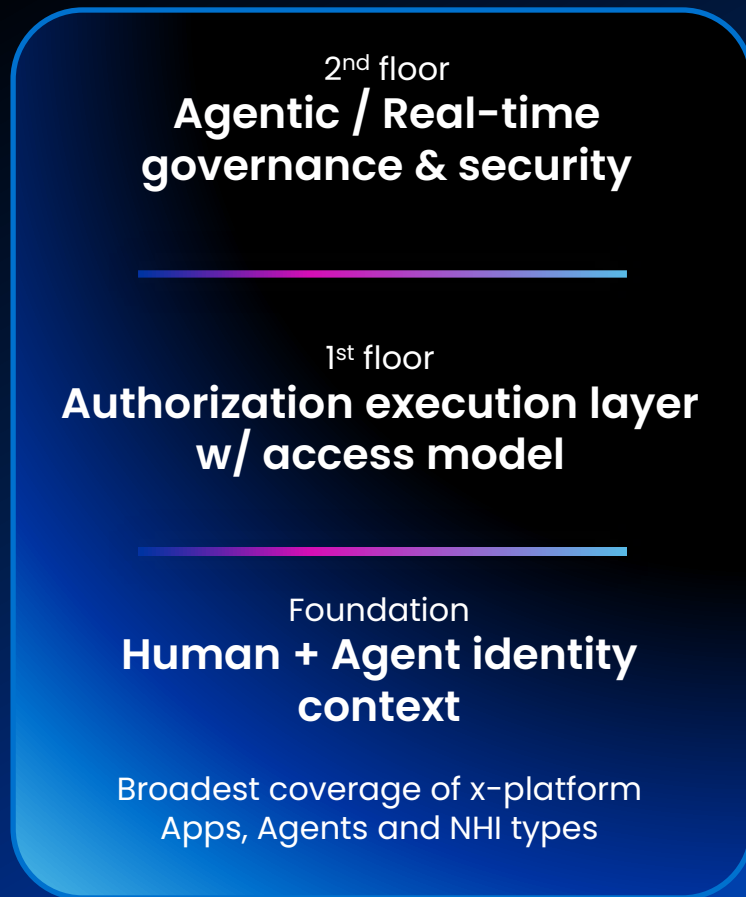 2nd floor
Agentic / Real-time
governance & security
1st floor
Authorization execution layer
w/ access model
Foundation
Human + Agent identity
context
Broadest coverage of x-platform
Apps, Agents and NHI types